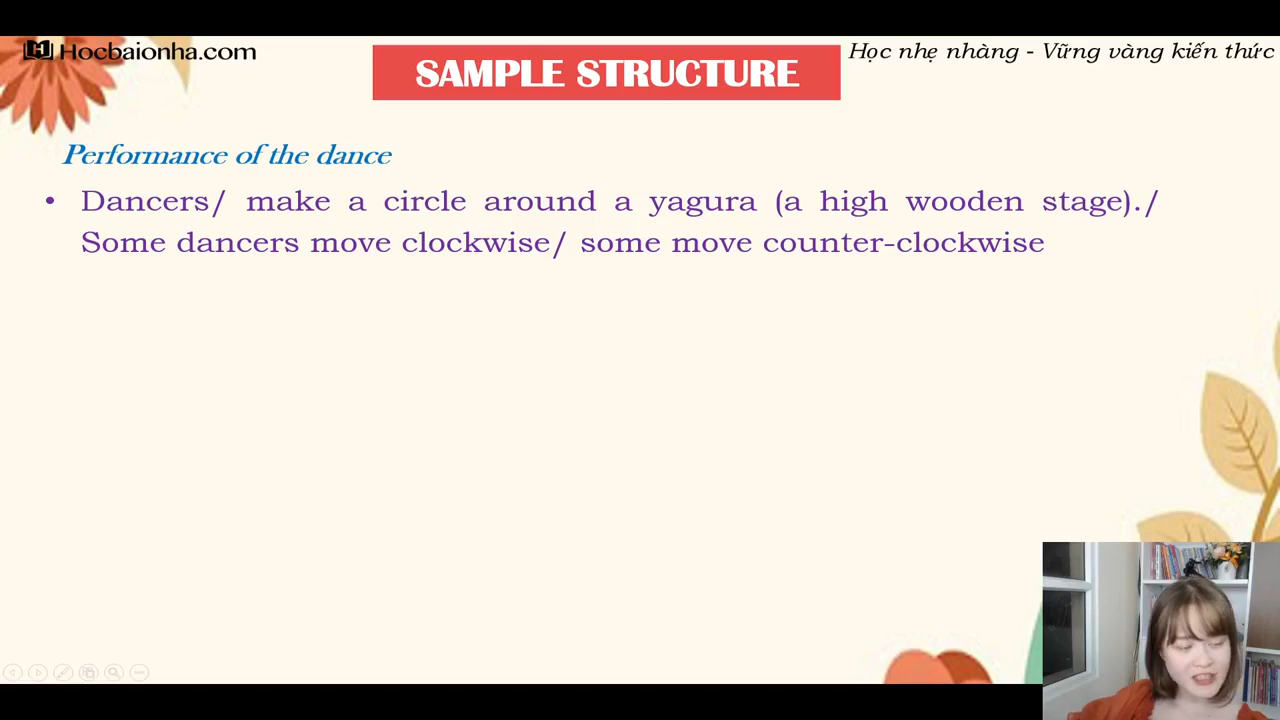 Hocbaionha.com
SAMPLE STRUCTURE
Học nhẹ nhàng - Vững vàng kiến thức
Performance of the dance
• Dancers/ make a circle around a yagura (a high wooden stage)./
Some dancers move clockwise/ some move counter-clockwise